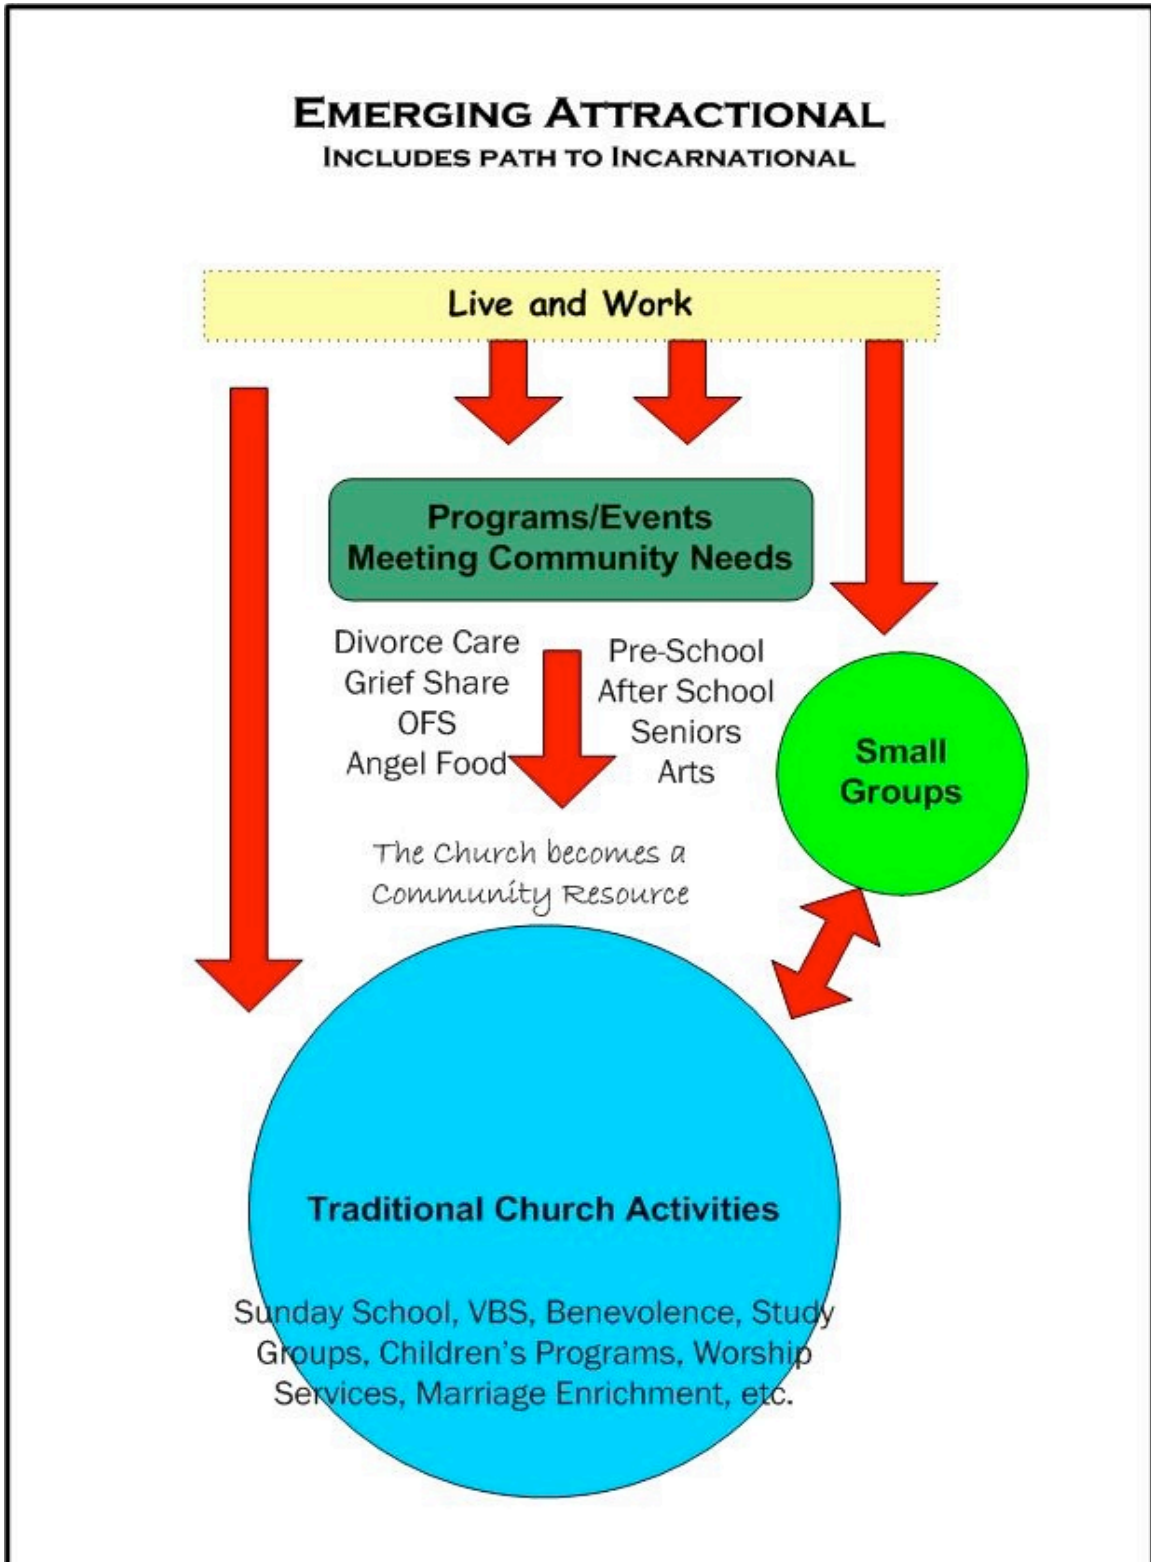 EMERGING ATTRACTIONAL
INCLUDES PATH TO INCARNATIONAL
Live and Work
Programs/Events
Meeting Community Needs
Divorce Care
Grief Share
OFS
Angel Food
Pre-School
After School
Seniors
Arts
Small
Groups
The Church becomes a
Community Resource
Traditional Church Activities
Sunday School, VBS, Benevolence, Study
Groups, Children's Programs, Worship
Services, Marriage Enrichment, etc.